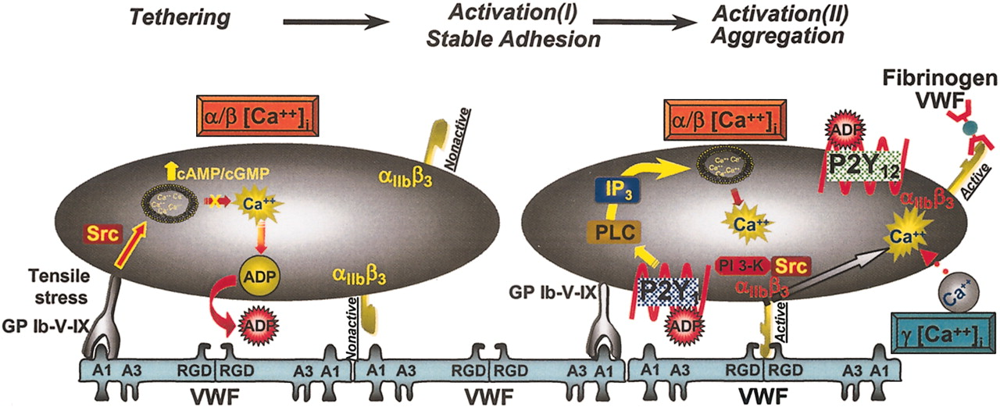 Tethering
Activation(I)
Stable Adhesion
Activation(II)
Aggregation
Fibrinogen
VWF
α/β [Ca++]i
Nonactive
αIIbβ3
cAMP/cGMP
Ca++
Src
ADP
αIIbβ3
Tensile
stress
GP Ib-V-IX
ADP
Nonactive
A1 A3 RGD RGD A3 A1
VWF
A1 A3 RGD RGD A3 A1
VWF
α/β [Ca++]i
ADP
P2Y12
Active
IP3
αIIbβ3
PLC
Ca++
Ca++
PI 3-K Src
αIIbβ3
GP Ib-V-IX
P2Y1
ADP
Active
Ca++
γ [Ca++]i
A1 A3 RGD RGD A3 A1
VWF